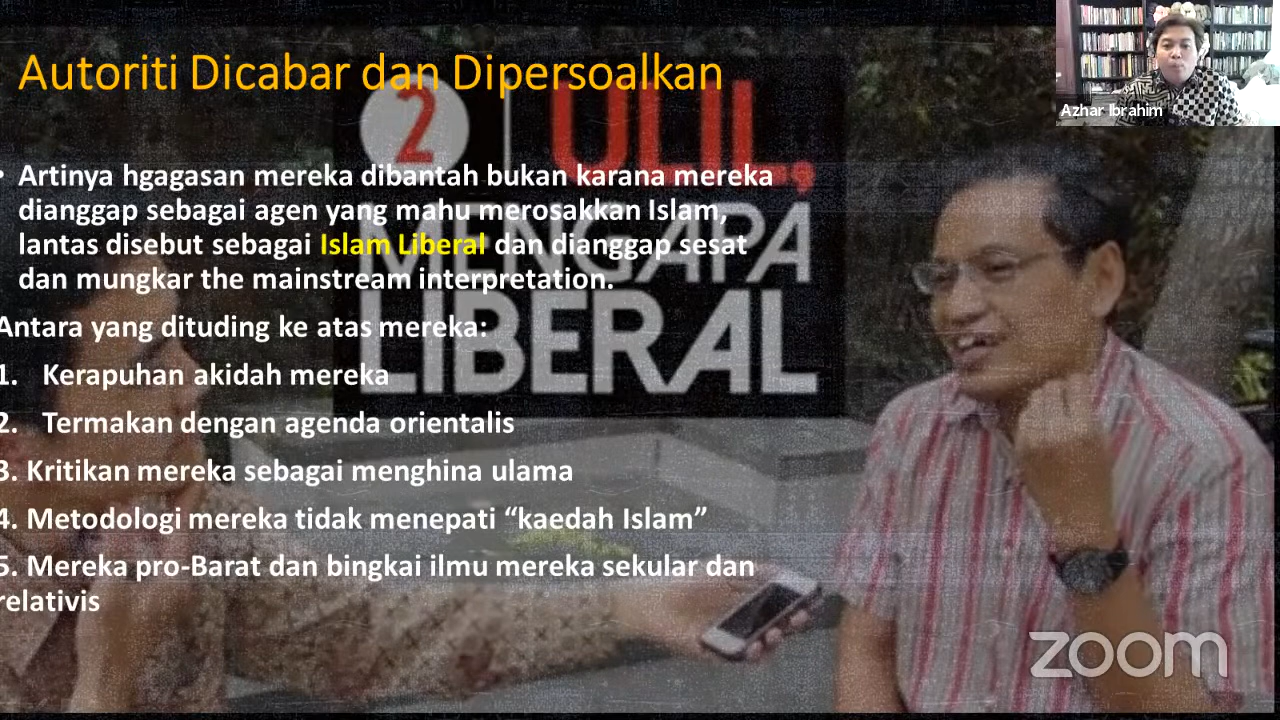 Autoriti Dicabar dan Dipersoalkan
Azhar Ibrahim
2 ULIL,
MENGAPA
LIBERAL
• Artinya hgagasan mereka dibantah bukan karana mereka
dianggap sebagai agen yang mahu merosakkan Islam,
lantas disebut sebagai Islam Liberal dan dianggap sesat
dan mungkar the mainstream interpretation.
Antara yang dituding ke atas mereka:
1. Kerapuhan akidah mereka
2. Termakan dengan agenda orientalis
3. Kritikan mereka sebagai menghina ulama
4. Metodologi mereka tidak menepati “kaedah Islam”
5. Mereka pro-Barat dan bingkai ilmu mereka sekular dan
relativis
zoom